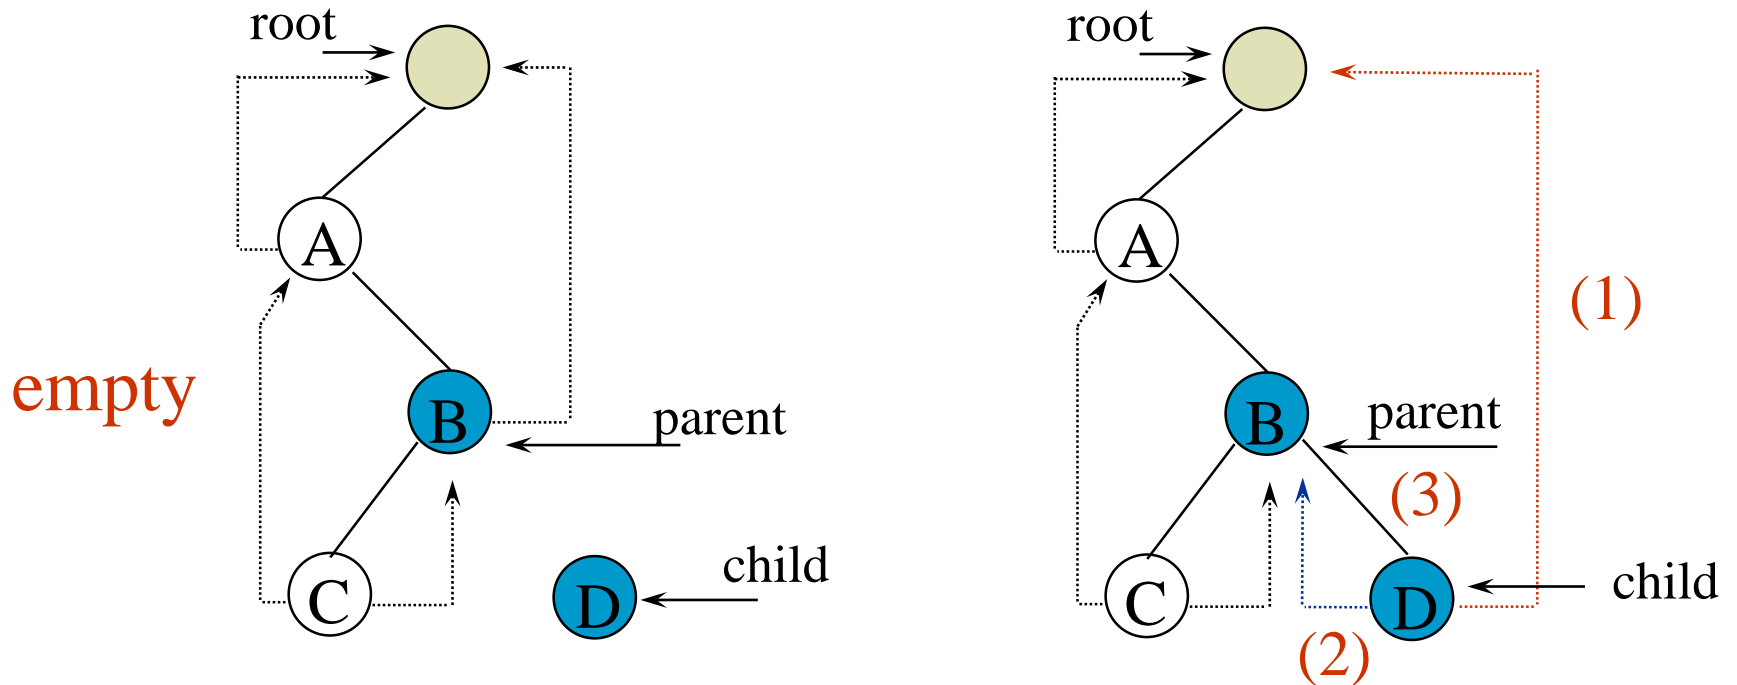 root
A
empty
B
parent
C
D
child
root
A
(1)
B
parent
(3)
C
D
child
(2)